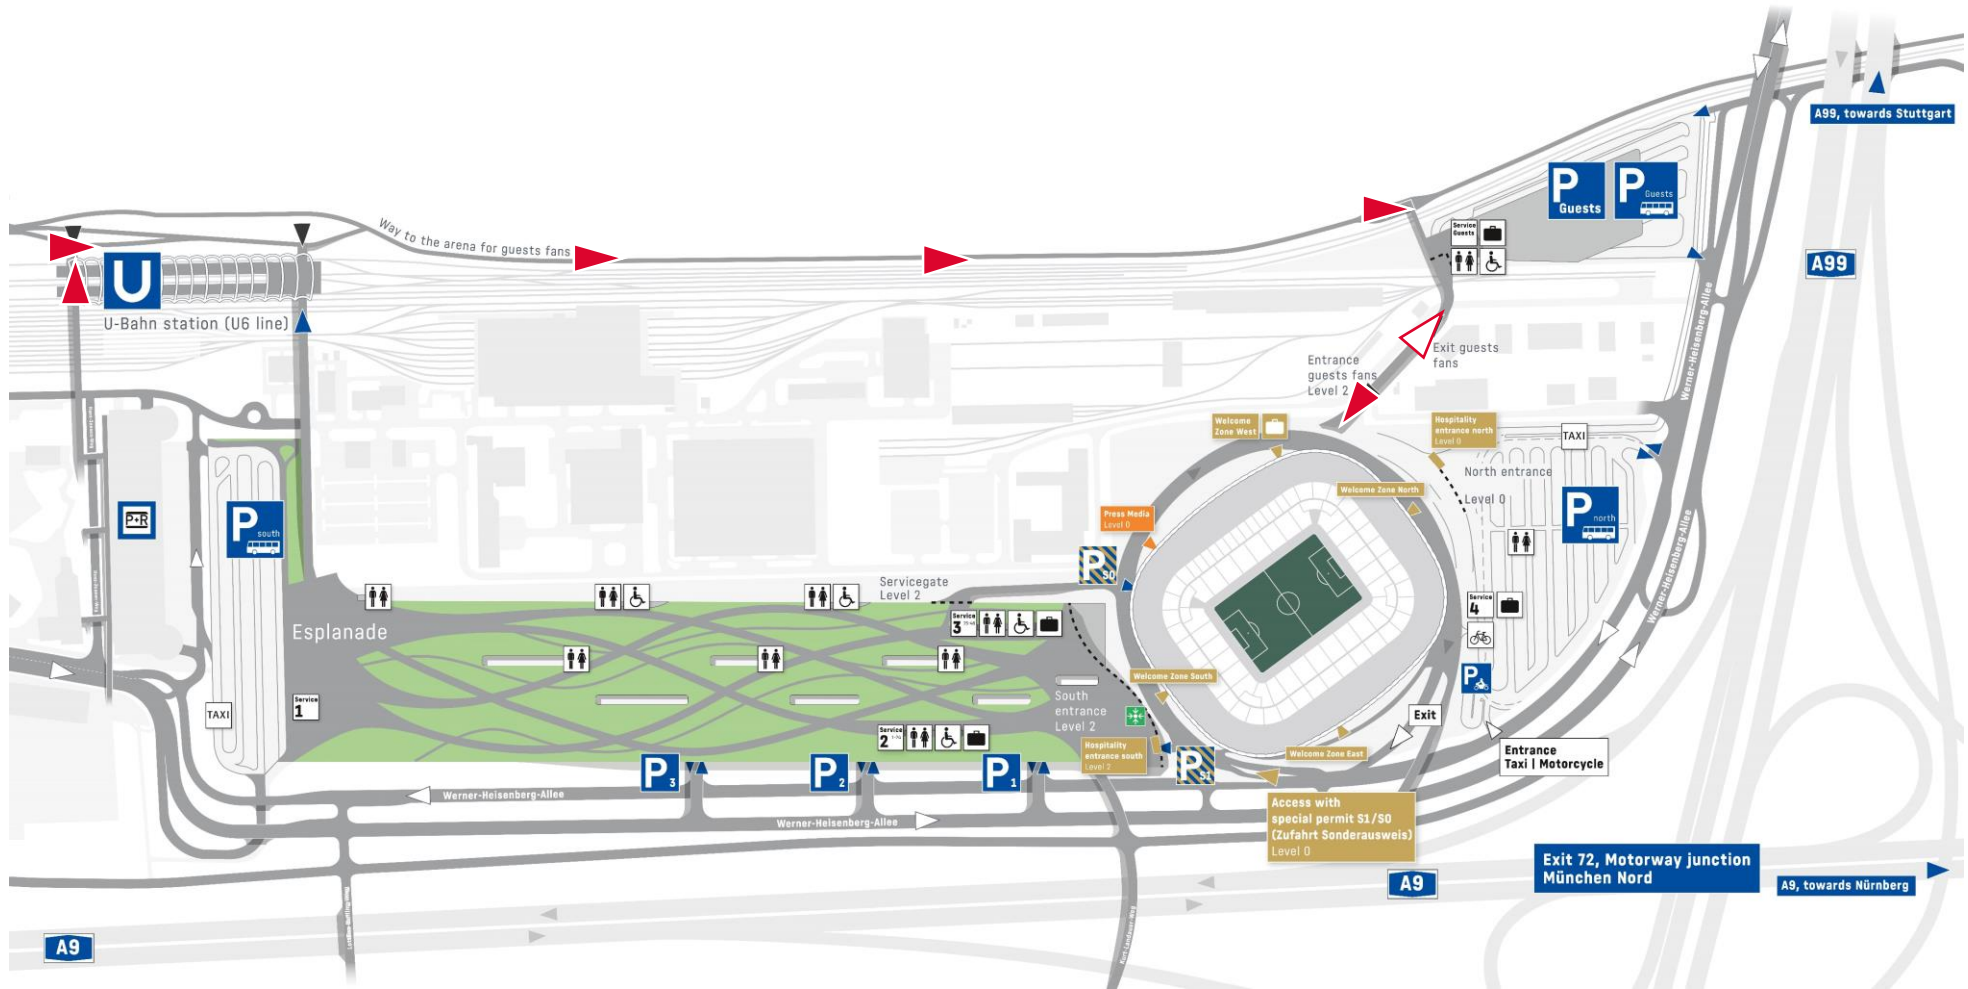 A99, towards Stuttgart
P
Guests
P
Guests
Way to the arena for guests fans
Service
Guests
U
A99
U-Bahn station (U6 line)
Werner-Heisenberg-Allee
Exit guests
fans
Entrance
guests fans
Level 2
Welcome
Zone West
Hospitality
entrance north
Level 0
TAXI
North entrance
Level 0
Welcome Zone North
P+R
P
south
Press Media
Level 0
P
north
P
S0
Servicegate
Level 2
Werner-Heisenberg-Allee
Service
4
Esplanade
Service
3
Welcome Zone South
P
South
entrance
Level 2
Service
1
TAXI
Exit
Service
2
Hospitality
entrance south
Level 2
Welcome Zone East
Entrance
Taxi | Motorcycle
P
3
P
2
P
1
P
S1
Werner-Heisenberg-Allee
Werner-Heisenberg-Allee
Access with
special permit S1/S0
(Zufahrt Sonderausweis)
Level 0
Exit 72, Motorway junction
München Nord
A9
A9, towards Nürnberg
Kurt-Landauer-Weg
A9